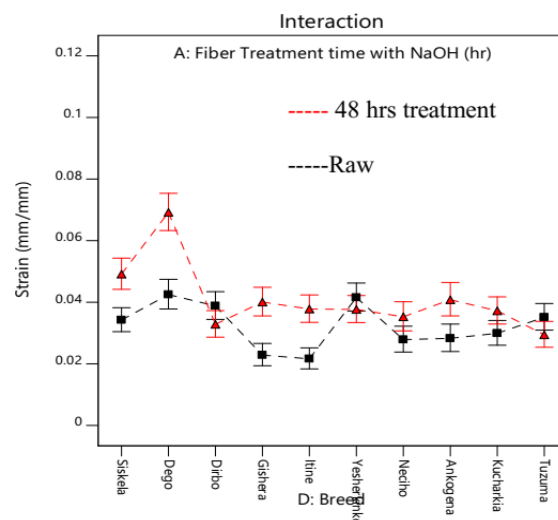 Interaction
A: Fiber Treatment time with NaOH (hr)
0.12
0.1
0.08
0.06
0.04
0.02
0
Strain (mm/mm)
----- 48 hrs treatment
-----Raw
Siskela
Dego
Dirbo
Gishera
Itine
Neciho
Ankogena
Kucharkia
Tuzuma
D: Breed